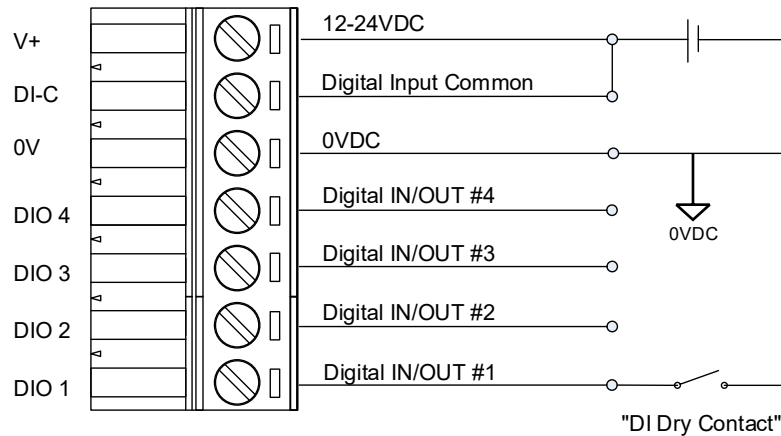 V+
12-24VDC
DI-C
Digital Input Common
0V
0VDC
DIO 4
Digital IN/OUT #4
0VDC
DIO 3
Digital IN/OUT #3
DIO 2
Digital IN/OUT #2
DIO 1
Digital IN/OUT #1
"DI Dry Contact"